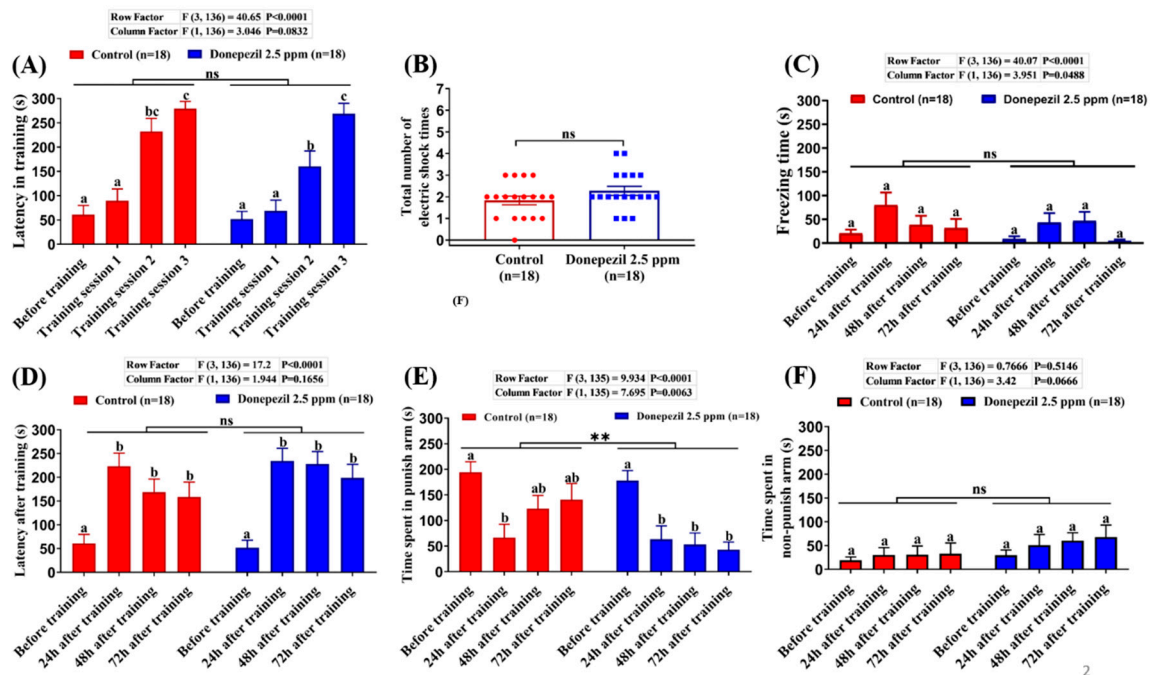 Row Factor F (3, 136) = 40.65 P<0.0001
Column Factor F (1, 136) = 3.046 P=0.0832
Control (n=18) Donepezil 2.5 ppm (n=18)
(A)
ns
Latency in training (s)
300
250
200
150
100
50
0
a a bc c a a b c
Before training
Training session 1
Training session 2
Training session 3
Before training
Training session 1
Training session 2
Training session 3
(B)
ns
Total number of
electric shock times
7
6
5
4
3
2
1
0
Control
(n=18)
Donepezil 2.5 ppm
(n=18)
(F)
(C)
Row Factor F (3, 136) = 40.07 P<0.0001
Column Factor F (1, 136) = 3.951 P=0.0488
Control (n=18) Donepezil 2.5 ppm (n=18)
ns
Freezing time (s)
300
250
200
150
100
50
0
a a a a a a a a
Before training
24h after training
48h after training
72h after training
Before training
24h after training
48h after training
72h after training
(D)
Row Factor F (3, 136) = 17.2 P<0.0001
Column Factor F (1, 136) = 1.944 P=0.1656
Control (n=18) Donepezil 2.5 ppm (n=18)
ns
Latency after training (s)
300
250
200
150
100
50
0
a b b b a b b b
Before training
24h after training
48h after training
72h after training
Before training
24h after training
48h after training
72h after training
(E)
Row Factor F (3, 135) = 9.934 P<0.0001
Column Factor F (1, 135) = 7.695 P=0.0063
Control (n=18) Donepezil 2.5 ppm (n=18)
**
Time spent in punish arm (s)
300
250
200
150
100
50
0
a b ab ab a b b b
Before training
24h after training
48h after training
72h after training
Before training
24h after training
48h after training
72h after training
(F)
Row Factor F (3, 136) = 0.7666 P=0.5146
Column Factor F (1, 136) = 3.42 P=0.0666
Control (n=18) Donepezil 2.5 ppm (n=18)
ns
Time spent in
non-punish arm (s)
300
250
200
150
100
50
0
a a a a a a a a
Before training
24h after training
48h after training
72h after training
Before training
24h after training
48h after training
72h after training
2